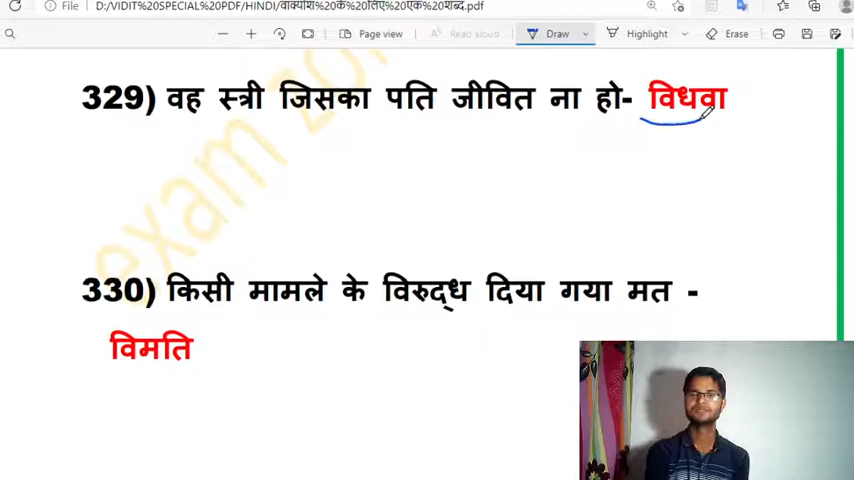 File D:/VIDIT%20SPECIAL%20PDF/HINDI/वाक्यांश%20के%20लिए%20एक%20शब्द.pdf
Page view Read aloud Draw Highlight Erase
329) वह स्त्री जिसका पति जीवित ना हो- विधवा
330) किसी मामले के विरुद्ध दिया गया मत -
विमति
exam